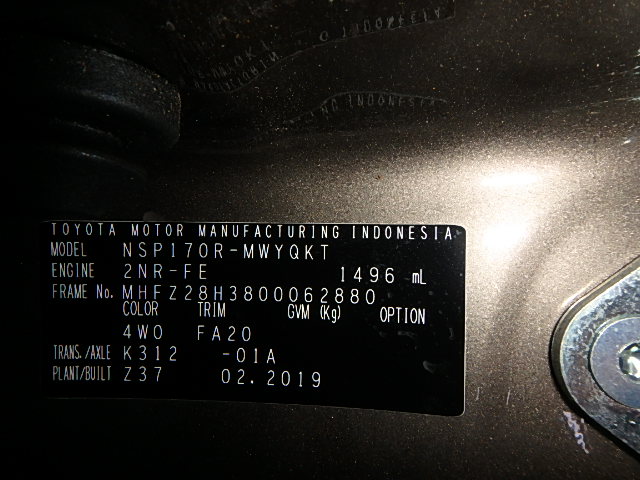 TOYOTA MOTOR MANUFACTURING INDONESIA
MODEL NSP170R-MWYQKT
ENGINE 2NR-FE 1496 mL
FRAME No. MHFZ28H3800062880
COLOR TRIM GVM (Kg) OPTION
4W0 FA20
TRANS./AXLE K312 -01A
PLANT/BUILT Z37 02.2019